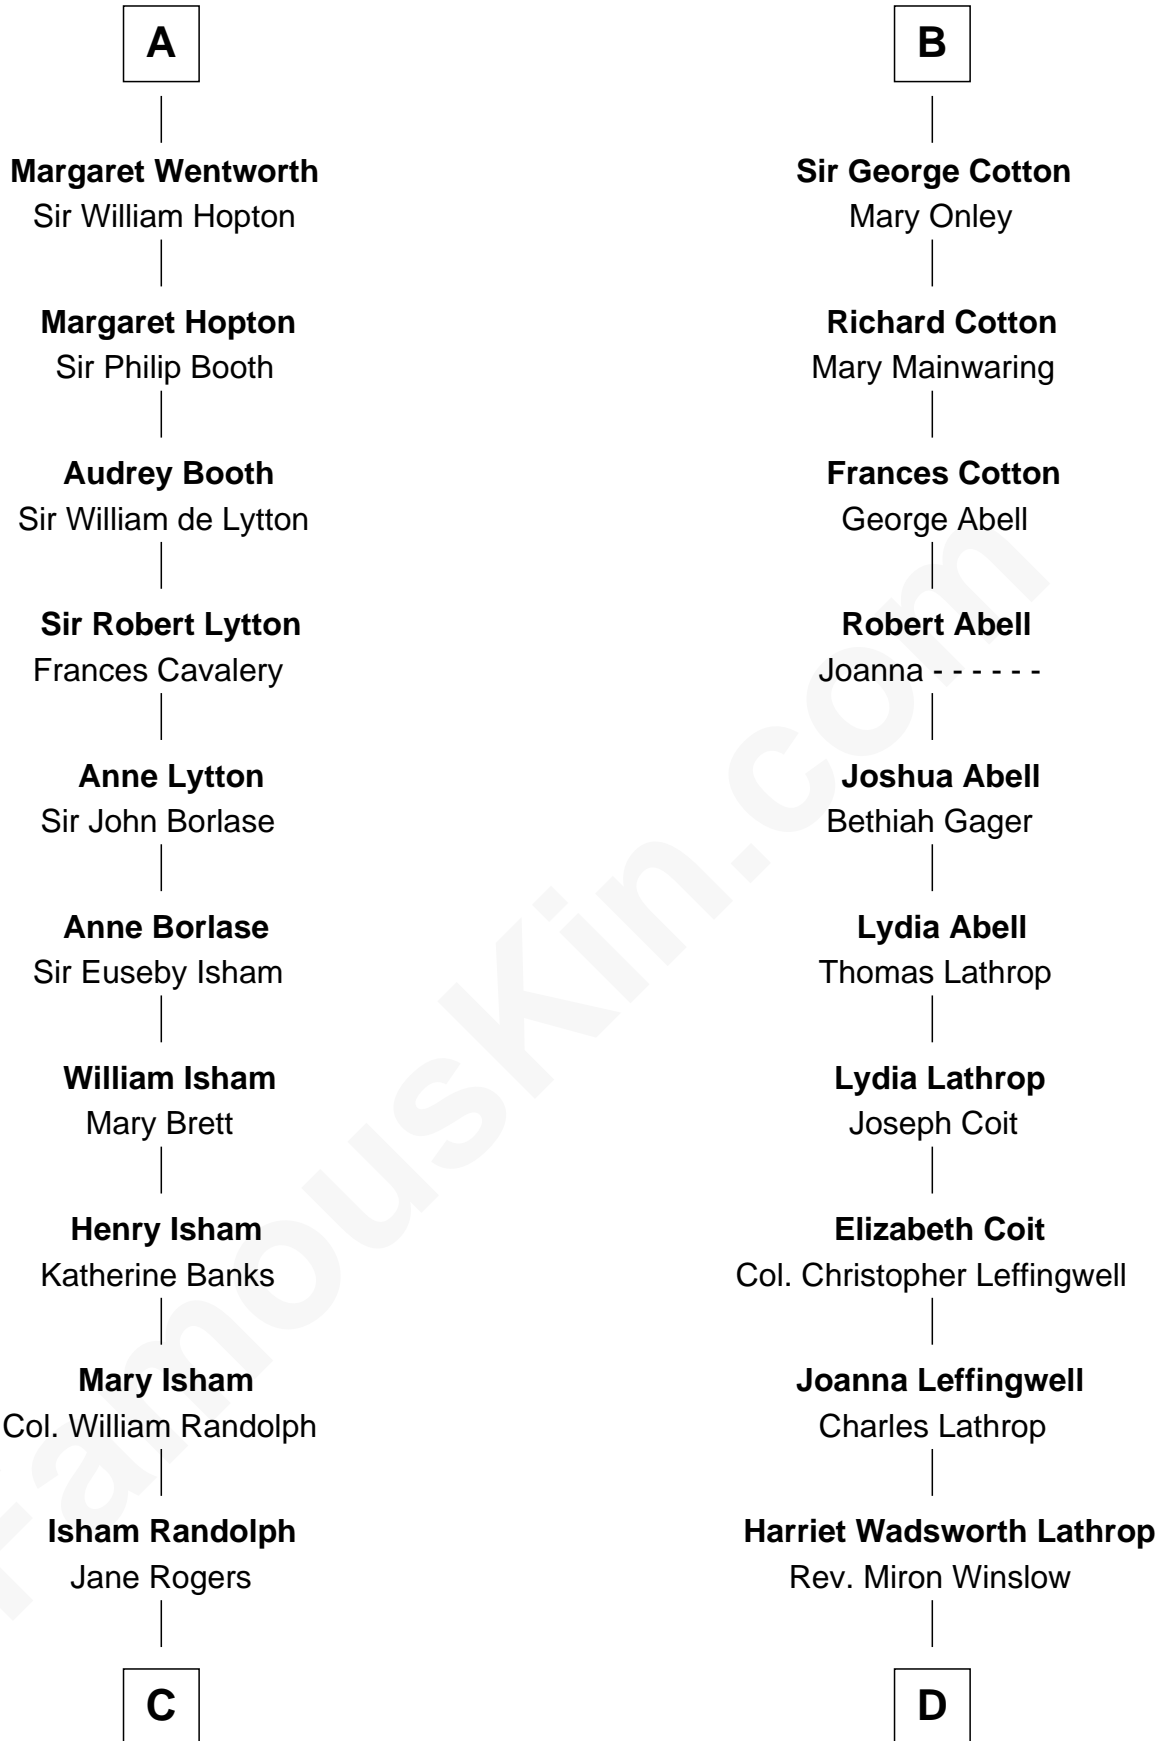 A
Margaret Wentworth
Sir William Hopton
Margaret Hopton
Sir Philip Booth
Audrey Booth
Sir William de Lytton
Sir Robert Lytton
Frances Cavalery
Anne Lytton
Sir John Borlase
Anne Borlase
Sir Euseby Isham
William Isham
Mary Brett
Henry Isham
Katherine Banks
Mary Isham
Col. William Randolph
Isham Randolph
Jane Rogers
C
B
Sir George Cotton
Mary Onley
Richard Cotton
Mary Mainwaring
Frances Cotton
George Abell
Robert Abell
Joanna - - - - - -
Joshua Abell
Bethiah Gager
Lydia Abell
Thomas Lathrop
Lydia Lathrop
Joseph Coit
Elizabeth Coit
Col. Christopher Leffingwell
Joanna Leffingwell
Charles Lathrop
Harriet Wadsworth Lathrop
Rev. Miron Winslow
D
FamousKin.com